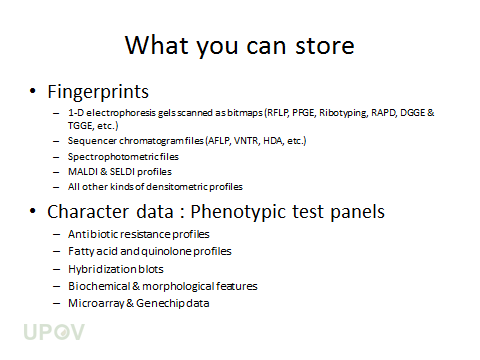 What you can store
• Fingerprints
– 1-D electrophoresis gels scanned as bitmaps (RFLP, PFGE, Ribotyping, RAPD, DGGE &
TGGE, etc.)
– Sequencer chromatogram files (AFLP, VNTR, HDA, etc.)
– Spectrophotometric files
– MALDI & SELDI profiles
– All other kinds of densitometric profiles
• Character data : Phenotypic test panels
– Antibiotic resistance profiles
– Fatty acid and quinolone profiles
– Hybridization blots
– Biochemical & morphological features
– Microarray & Genechip data
UPOV